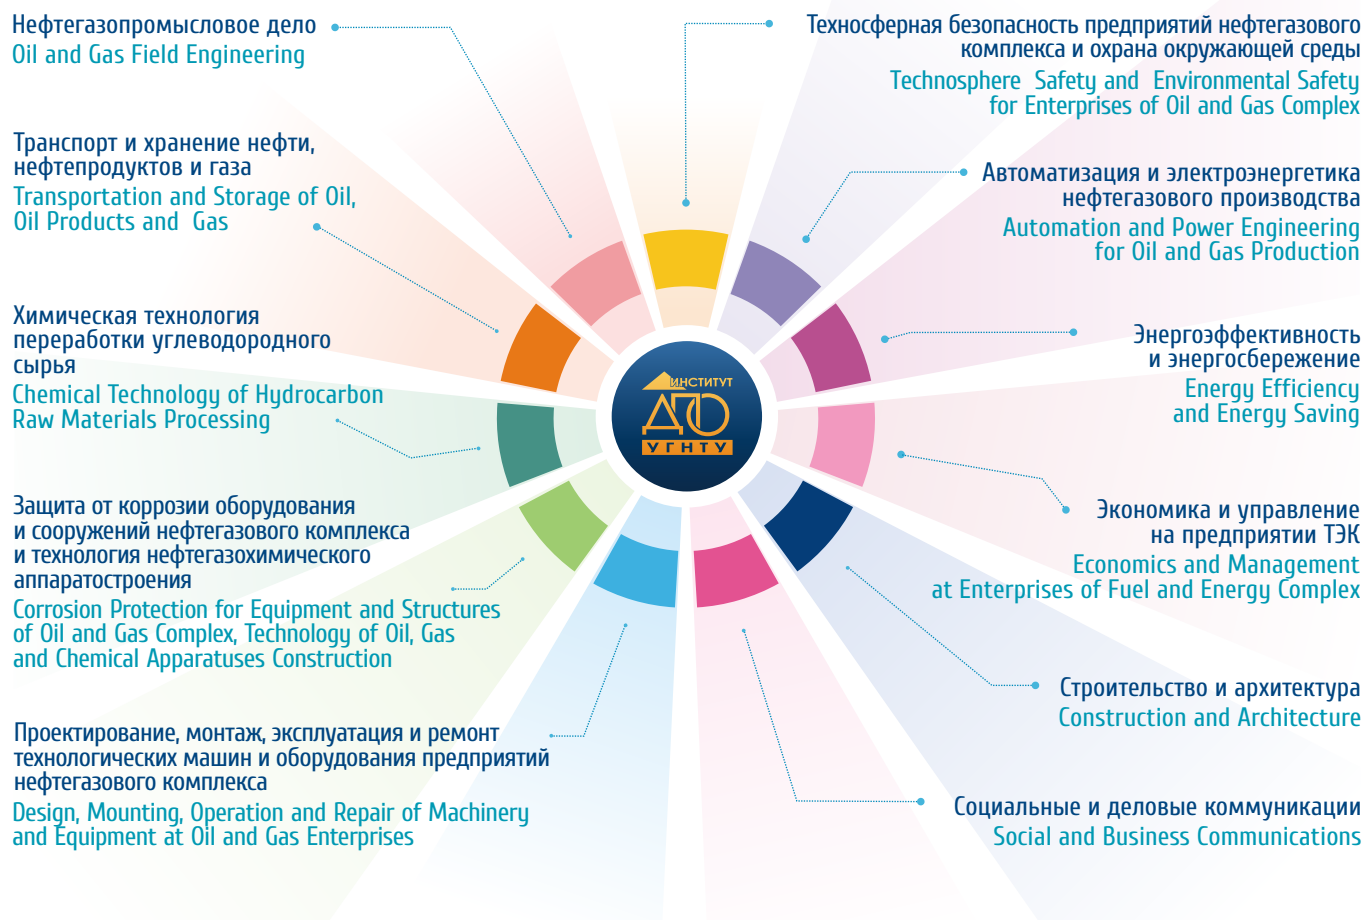 Нефтегазопромысловое дело
Oil and Gas Field Engineering
Транспорт и хранение нефти,
нефтепродуктов и газа
Transportation and Storage of Oil,
Oil Products and Gas
Химическая технология
переработки углеводородного
сырья
Chemical Technology of Hydrocarbon
Raw Materials Processing
Защита от коррозии оборудования
и сооружений нефтегазового комплекса
и технология нефтегазохимического
аппаратостроения
Corrosion Protection for Equipment and Structures
of Oil and Gas Complex, Technology of Oil, Gas
and Chemical Apparatuses Construction
Проектирование, монтаж, эксплуатация и ремонт
технологических машин и оборудования предприятий
нефтегазового комплекса
Design, Mounting, Operation and Repair of Machinery
and Equipment at Oil and Gas Enterprises
ИНСТИТУТ
ДПО
УГНТУ
Техносферная безопасность предприятий нефтегазового
комплекса и охрана окружающей среды
Technosphere Safety and Environmental Safety
for Enterprises of Oil and Gas Complex
Автоматизация и электроэнергетика
нефтегазового производства
Automation and Power Engineering
for Oil and Gas Production
Энергоэффективность
и энергосбережение
Energy Efficiency
and Energy Saving
Экономика и управление
на предприятии ТЭК
Economics and Management
at Enterprises of Fuel and Energy Complex
Строительство и архитектура
Construction and Architecture
Социальные и деловые коммуникации
Social and Business Communications